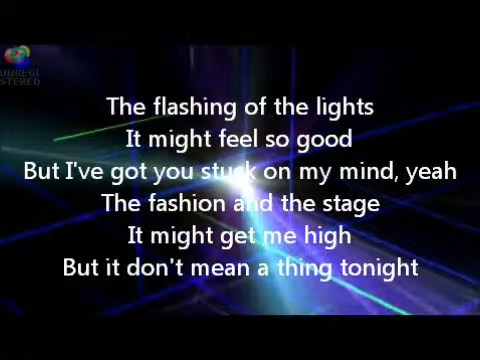 UNREGI
STERED
The flashing of the lights
It might feel so good
But I've got you stuck on my mind, yeah
The fashion and the stage
It might get me high
But it don't mean a thing tonight